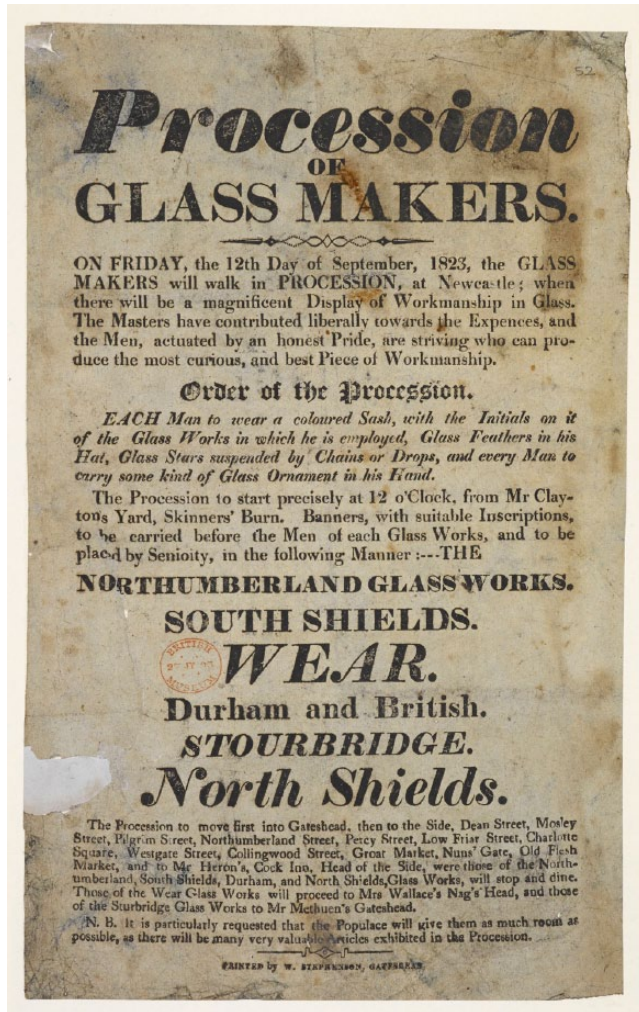 52
Procession
OF
GLASS MAKERS.
ON FRIDAY, the 12th Day of September, 1823, the GLASS
MAKERS will walk in PROCESSION, at Newcastle; when
there will be a magnificent Display of Workmanship in Glass.
The Masters have contributed liberally towards the Expences, and
the Men, actuated by an honest Pride, are striving who can pro-
duce the most curious, and best Piece of Workmanship.
Order of the Procession.
EACH Man to wear a coloured Sash, with the Initials on it
of the Glass Works in which he is employed, Glass Feathers in his
Hat, Glass Stars suspended by Chains or Drops, and every Man to
carry some kind of Glass Ornament in his Hand.
The Procession to start precisely at 12 o'Clock, from Mr Clay-
ton's Yard, Skinners' Burn. Banners, with suitable Inscriptions,
to be carried before the Men of each Glass Works, and to be
placed by Senioity, in the following Manner:---THE
NORTHUMBERLAND GLASS WORKS.
SOUTH SHIELDS.
BRITISH
MUSEUM
WEAR.
Durham and British.
STOURBRIDGE.
North Shields.
The Procession to move first into Gateshead, then to the Side, Dean Street, Mosley
Street, Pilgrim Street, Northumberland Street, Percy Street, Low Friar Street, Charlotte
Square, Westgate Street, Collingwood Street, Groat Market, Nuns' Gate, Old Flesh
Market, and to Mr Heron's, Cock Inn, Head of the Side, were those of the North-
umberland, South Shields, Durham, and North Shields,Glass Works, will stop and dine.
Those of the Wear Glass Works will proceed to Mrs Wallace's Nag's Head, and those
of the Sturbridge Glass Works to Mr Methuen's Gateshead.
N. B. It is particularly requested that the Populace will give them as much room as
possible, as there will be many very valuable Articles exhibited in the Procession.
PRINTED by W. STEPHENSON, GATESHEAD